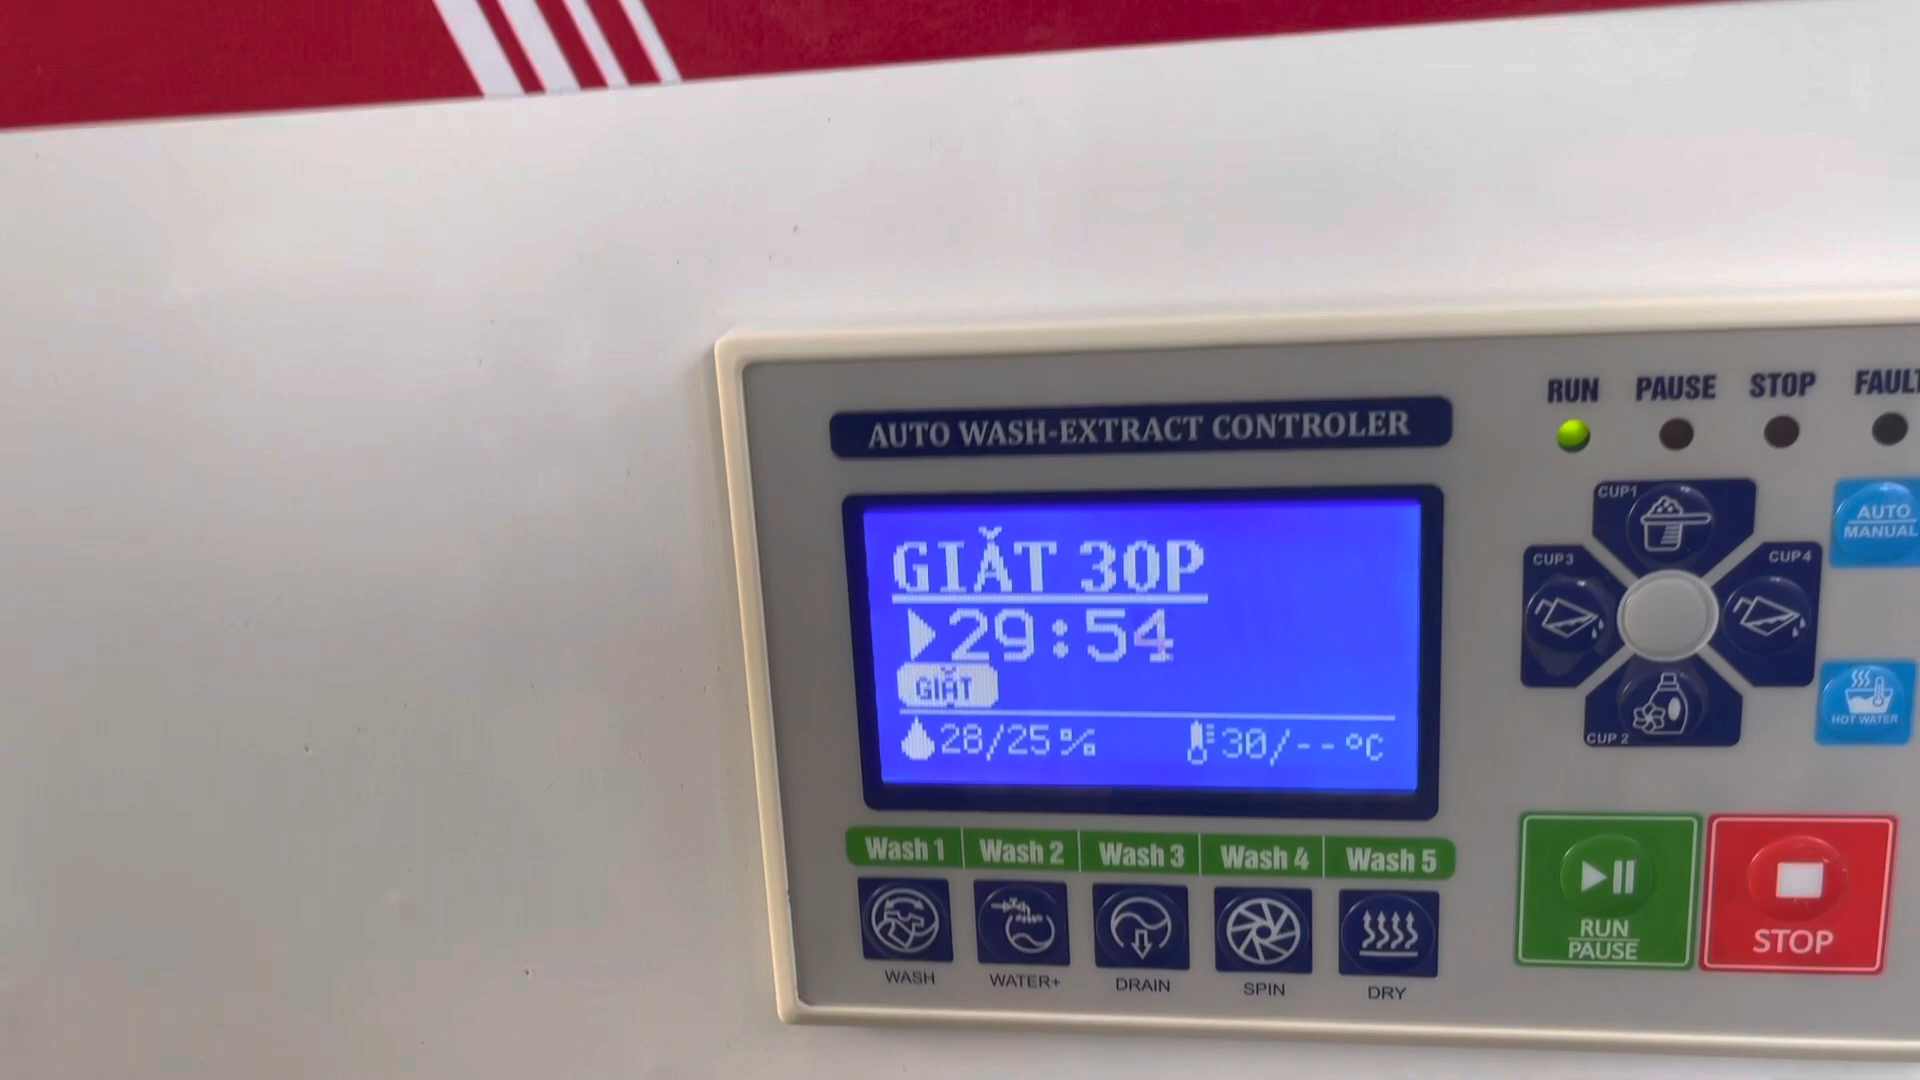 AUTO WASH-EXTRACT CONTROLER
GIẶT 30P
29:54
GIẶT
28/25%
30/--°C
Wash 1 Wash 2 Wash 3 Wash 4 Wash 5
WASH WATER+ DRAIN SPIN DRY
RUN PAUSE STOP FAULT
CUP1
CUP3
CUP4
CUP 2
AUTO
MANUAL
HOT WATER
RUN
PAUSE
STOP